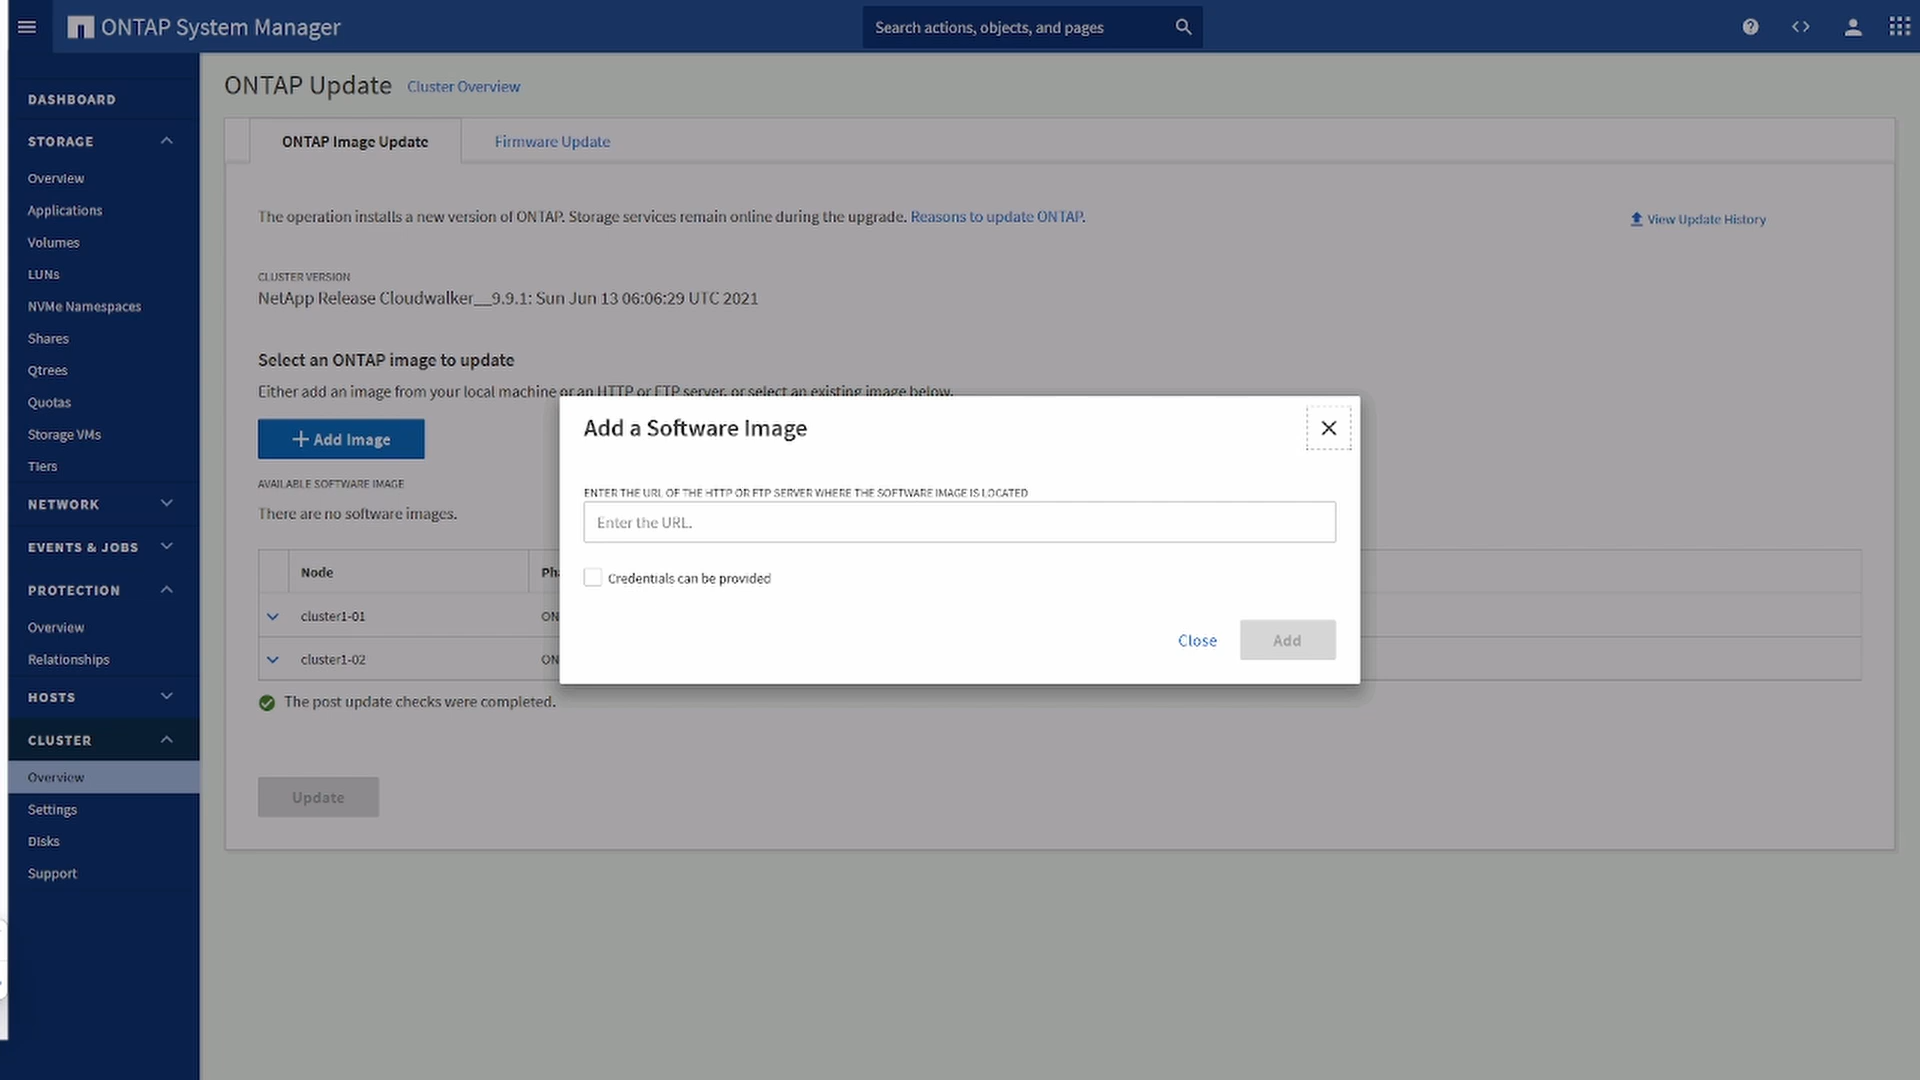 ONTAP System Manager
Search actions, objects, and pages
DASHBOARD
STORAGE
Overview
Applications
Volumes
LUNs
NVMe Namespaces
Shares
Qtrees
Quotas
Storage VMs
Tiers
NETWORK
EVENTS & JOBS
PROTECTION
Overview
Relationships
HOSTS
CLUSTER
Overview
Settings
Disks
Support
ONTAP Update Cluster Overview
ONTAP Image Update Firmware Update
The operation installs a new version of ONTAP. Storage services remain online during the upgrade. Reasons to update ONTAP.
View Update History
CLUSTER VERSION
NetApp Release Cloudwalker__9.9.1: Sun Jun 13 06:06:29 UTC 2021
Select an ONTAP image to update
Either add an image from your local machine or an HTTP or FTP server, or select an existing image below.
+ Add Image
AVAILABLE SOFTWARE IMAGE
There are no software images.
Node Pha
cluster1-01 ON
cluster1-02 ON
The post update checks were completed.
Update
Add a Software Image
ENTER THE URL OF THE HTTP OR FTP SERVER WHERE THE SOFTWARE IMAGE IS LOCATED
Enter the URL.
Credentials can be provided
Close Add